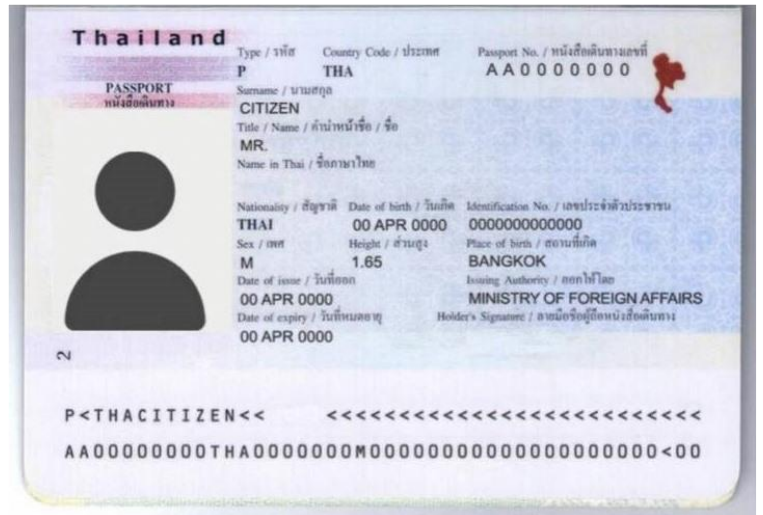 Thailand
Type / รหัส Country Code / ประเทศ Passport No. / หนังสือเดินทางเลขที่
P THA AA0000000
PASSPORT
หนังสือเดินทาง
Surname / นามสกุล
CITIZEN
Title / Name / คำนำหน้าชื่อ / ชื่อ
MR.
Name in Thai / ชื่อภาษาไทย
Nationality / สัญชาติ Date of birth / วันเกิด Identification No. / เลขประจำตัวประชาชน
THAI 00 APR 0000 0000000000000
Sex / เพศ Height / ส่วนสูง Place of birth / สถานที่เกิด
M 1.65 BANGKOK
Date of issue / วันที่ออก Issuing Authority / ออกให้โดย
00 APR 0000 MINISTRY OF FOREIGN AFFAIRS
Date of expiry / วันที่หมดอายุ Holder's Signature / ลายมือชื่อผู้ถือหนังสือเดินทาง
00 APR 0000
2
P<THACITIZEN<< <<<<<<<<<<<<<<<<<<<<<<<<<<
AA00000000THA0000000M00000000000000000000<00